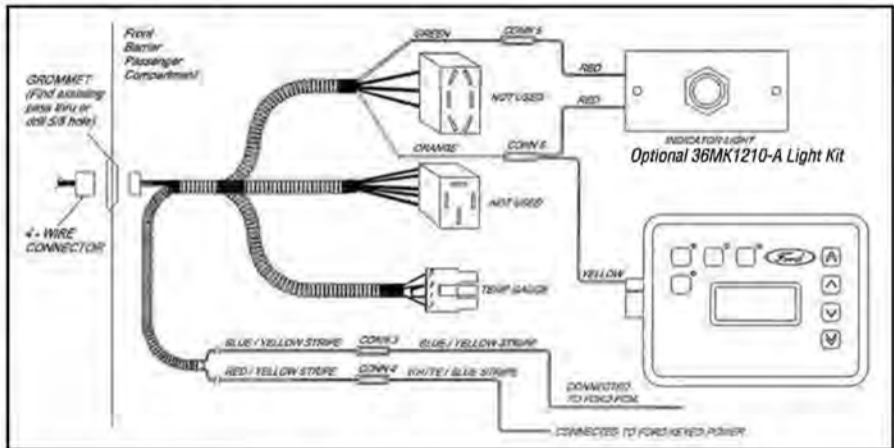 Front
Barrier
Passenger
Compartment
GROMMET
(Find exsisting
pass thru or
drill 5/8 hole)
4 - WIRE
CONNECTOR
GREEN
CONN 5
RED
NOT USED
RED
ORANGE
CONN 6
INDICATOR LIGHT
Optional 36MK1210-A Light Kit
NOT USED
YELLOW
Ford
TEMP GAUGE
BLUE / YELLOW STRIPE
CONN 3
BLUE / YELLOW STRIPE
RED / YELLOW STRIPE
CONN 4
WHITE / BLUE STRIPE
CONNECTED
TO FORD PCM
CONNECTED TO FORD KEYED POWER